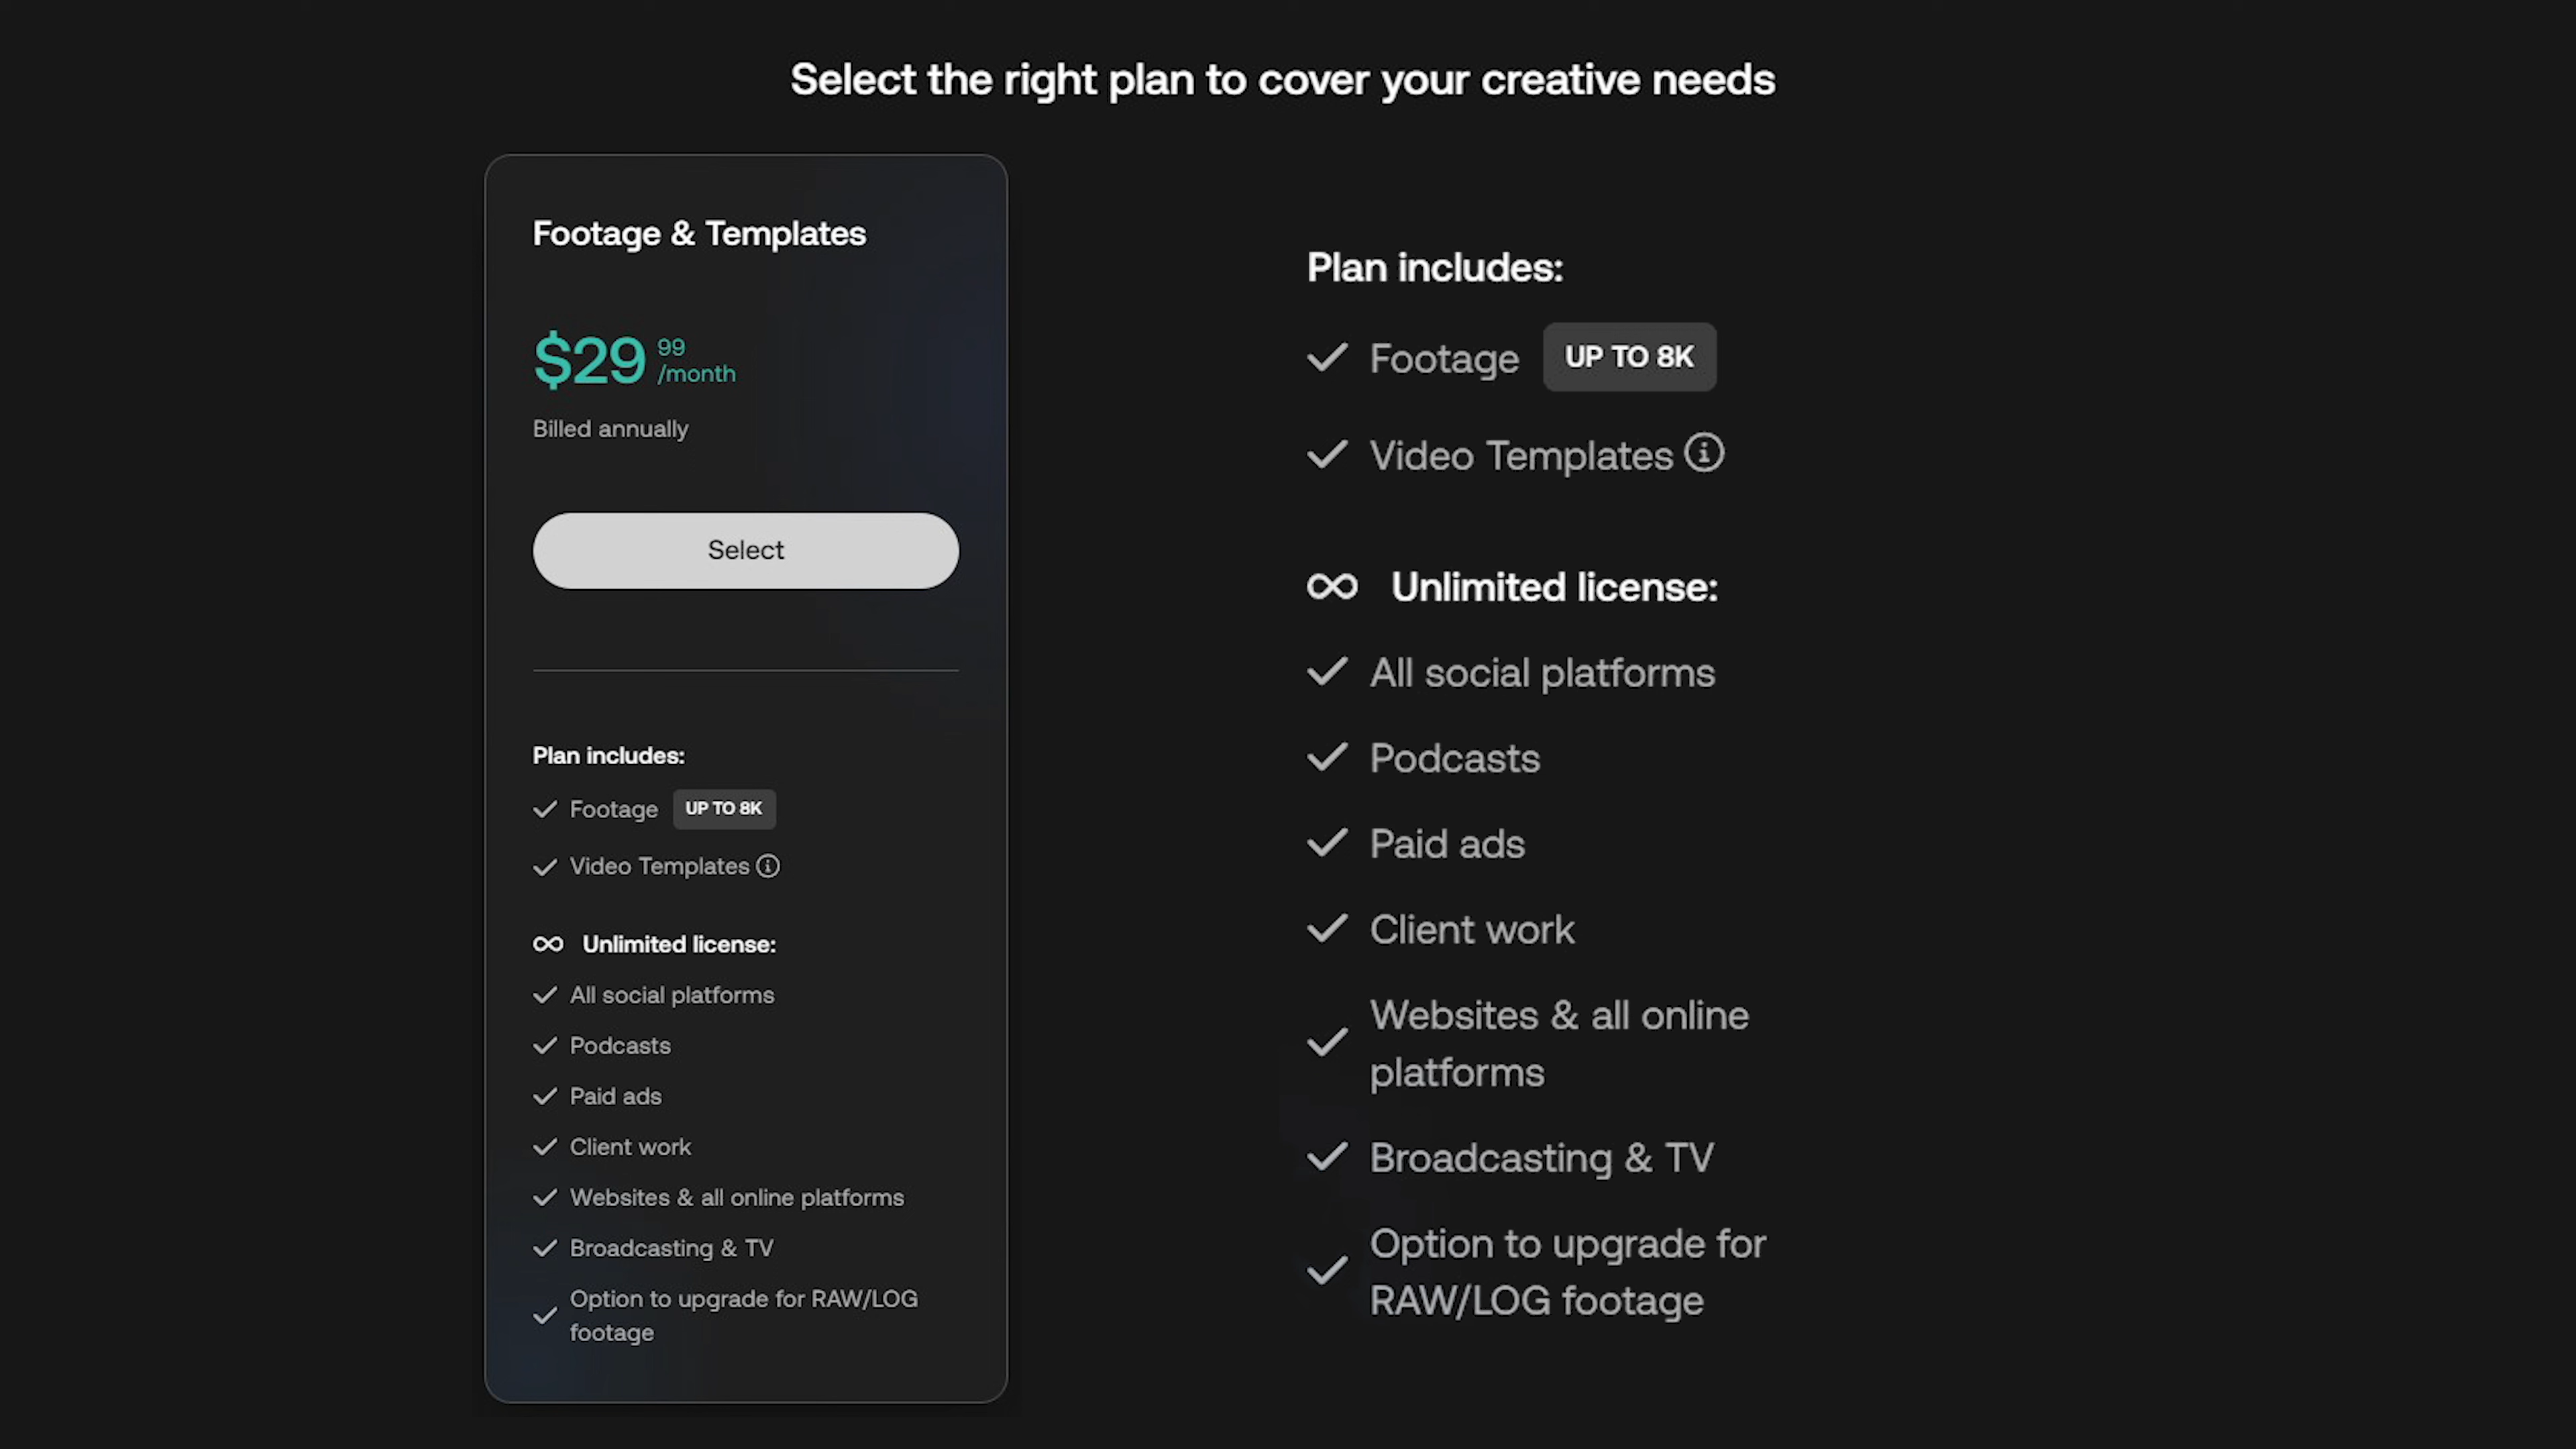 Select the right plan to cover your creative needs
Footage & Templates
$29 99
/month
Billed annually
Select
Plan includes:
Footage UP TO 8K
Video Templates
Unlimited license:
All social platforms
Podcasts
Paid ads
Client work
Websites & all online platforms
Broadcasting & TV
Option to upgrade for RAW/LOG
footage
Plan includes:
Footage UP TO 8K
Video Templates
Unlimited license:
All social platforms
Podcasts
Paid ads
Client work
Websites & all online
platforms
Broadcasting & TV
Option to upgrade for
RAW/LOG footage